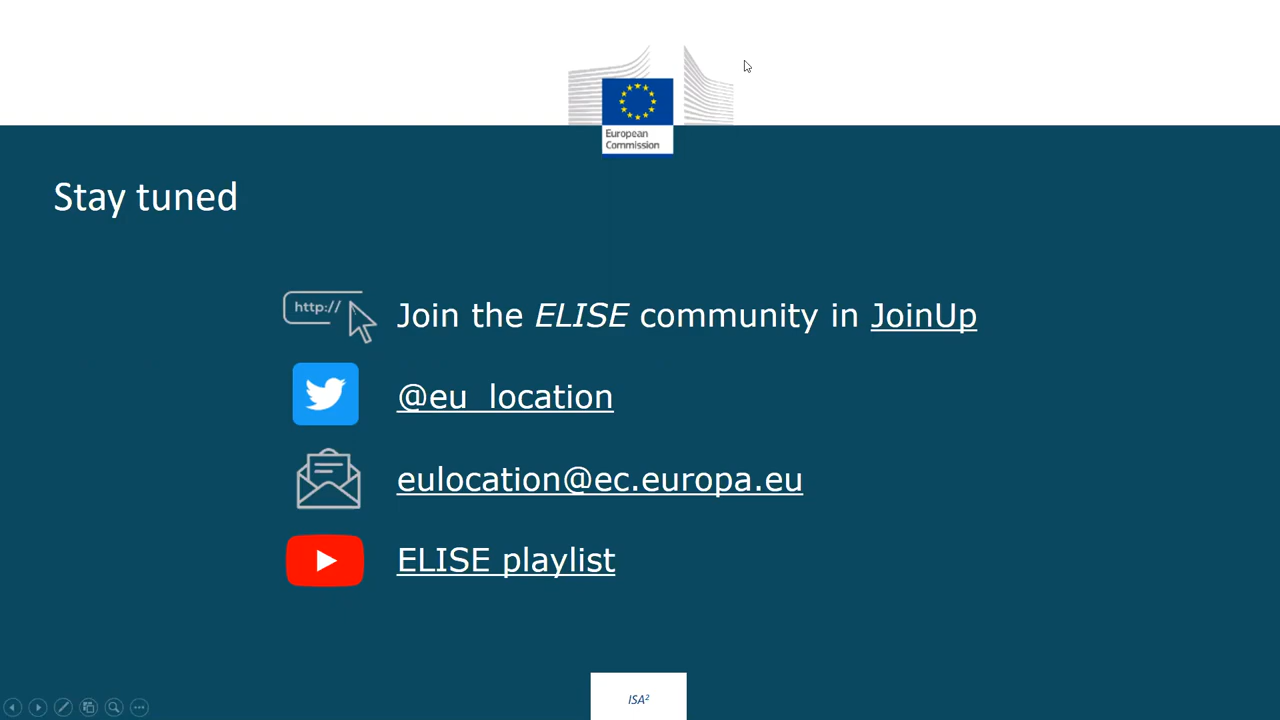 European
Commission
Stay tuned
http://
Join the ELISE community in JoinUp
@eu_location
eulocation@ec.europa.eu
ELISE playlist
ISA²